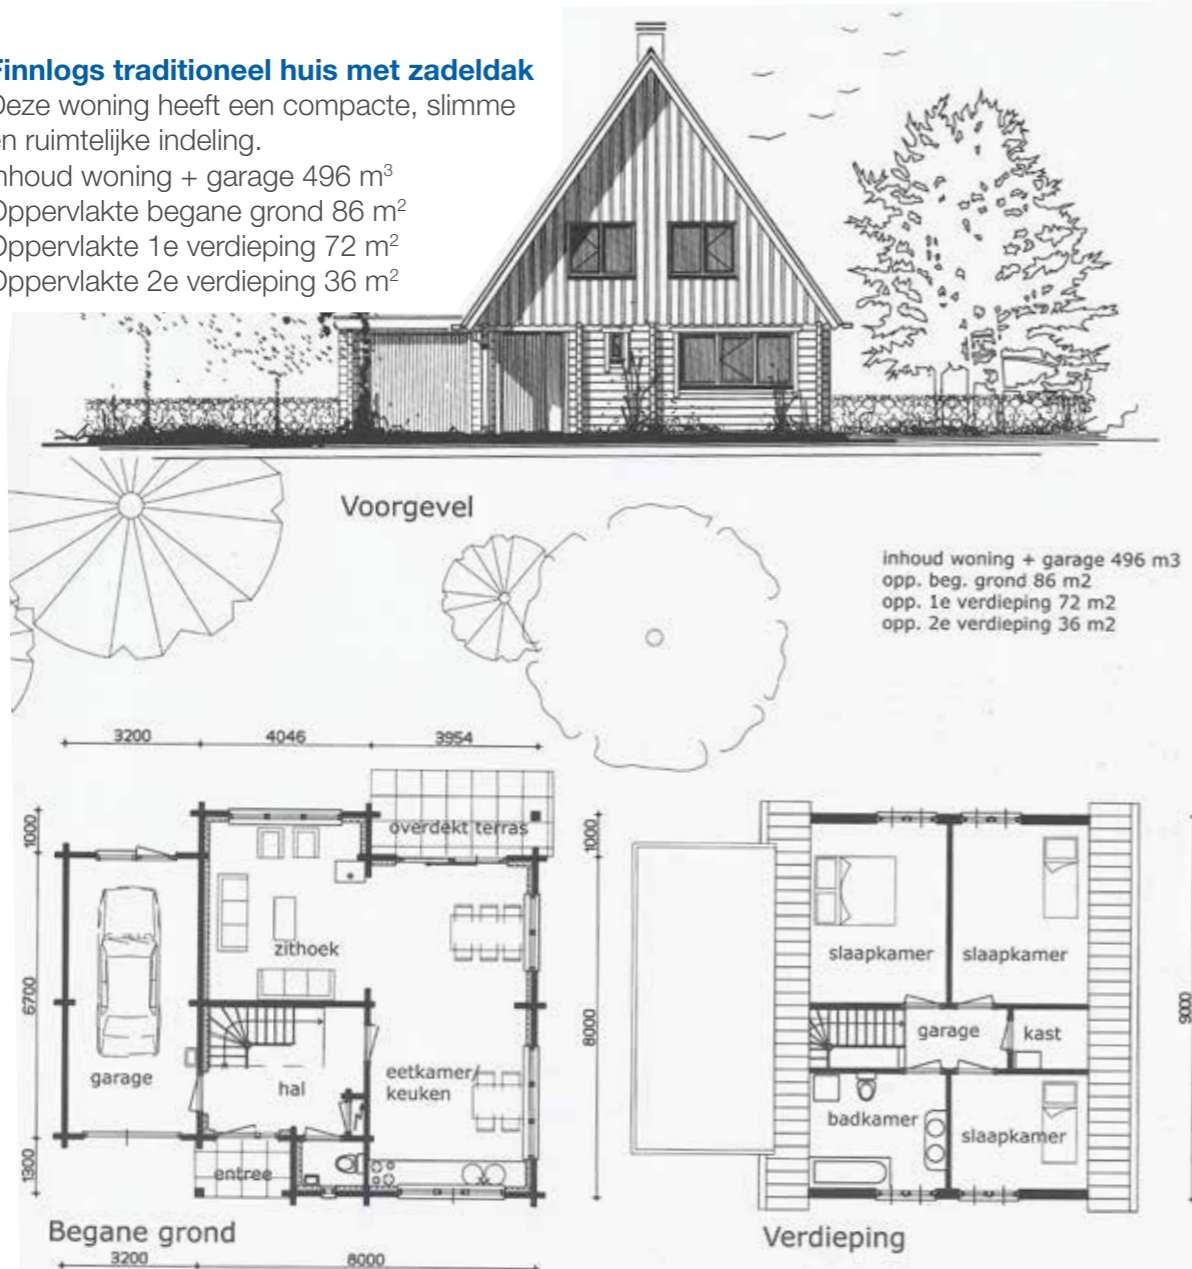 Finnlogs traditioneel huis met zadeldak
Deze woning heeft een compacte, slimme
en ruimtelijke indeling.
Inhoud woning + garage 496 m³
Oppervlakte begane grond 86 m²
Oppervlakte 1e verdieping 72 m²
Oppervlakte 2e verdieping 36 m²
Voorgevel
inhoud woning + garage 496 m3
opp. beg. grond 86 m2
opp. 1e verdieping 72 m2
opp. 2e verdieping 36 m2
3200 4046 3954
1000
6700
1300
overdekt terras
zithoek
garage
hal
eetkamer/
keuken
entree
Begane grond
3200 8000
1000
8000
slaapkamer
slaapkamer
garage
kast
badkamer
slaapkamer
9000
Verdieping